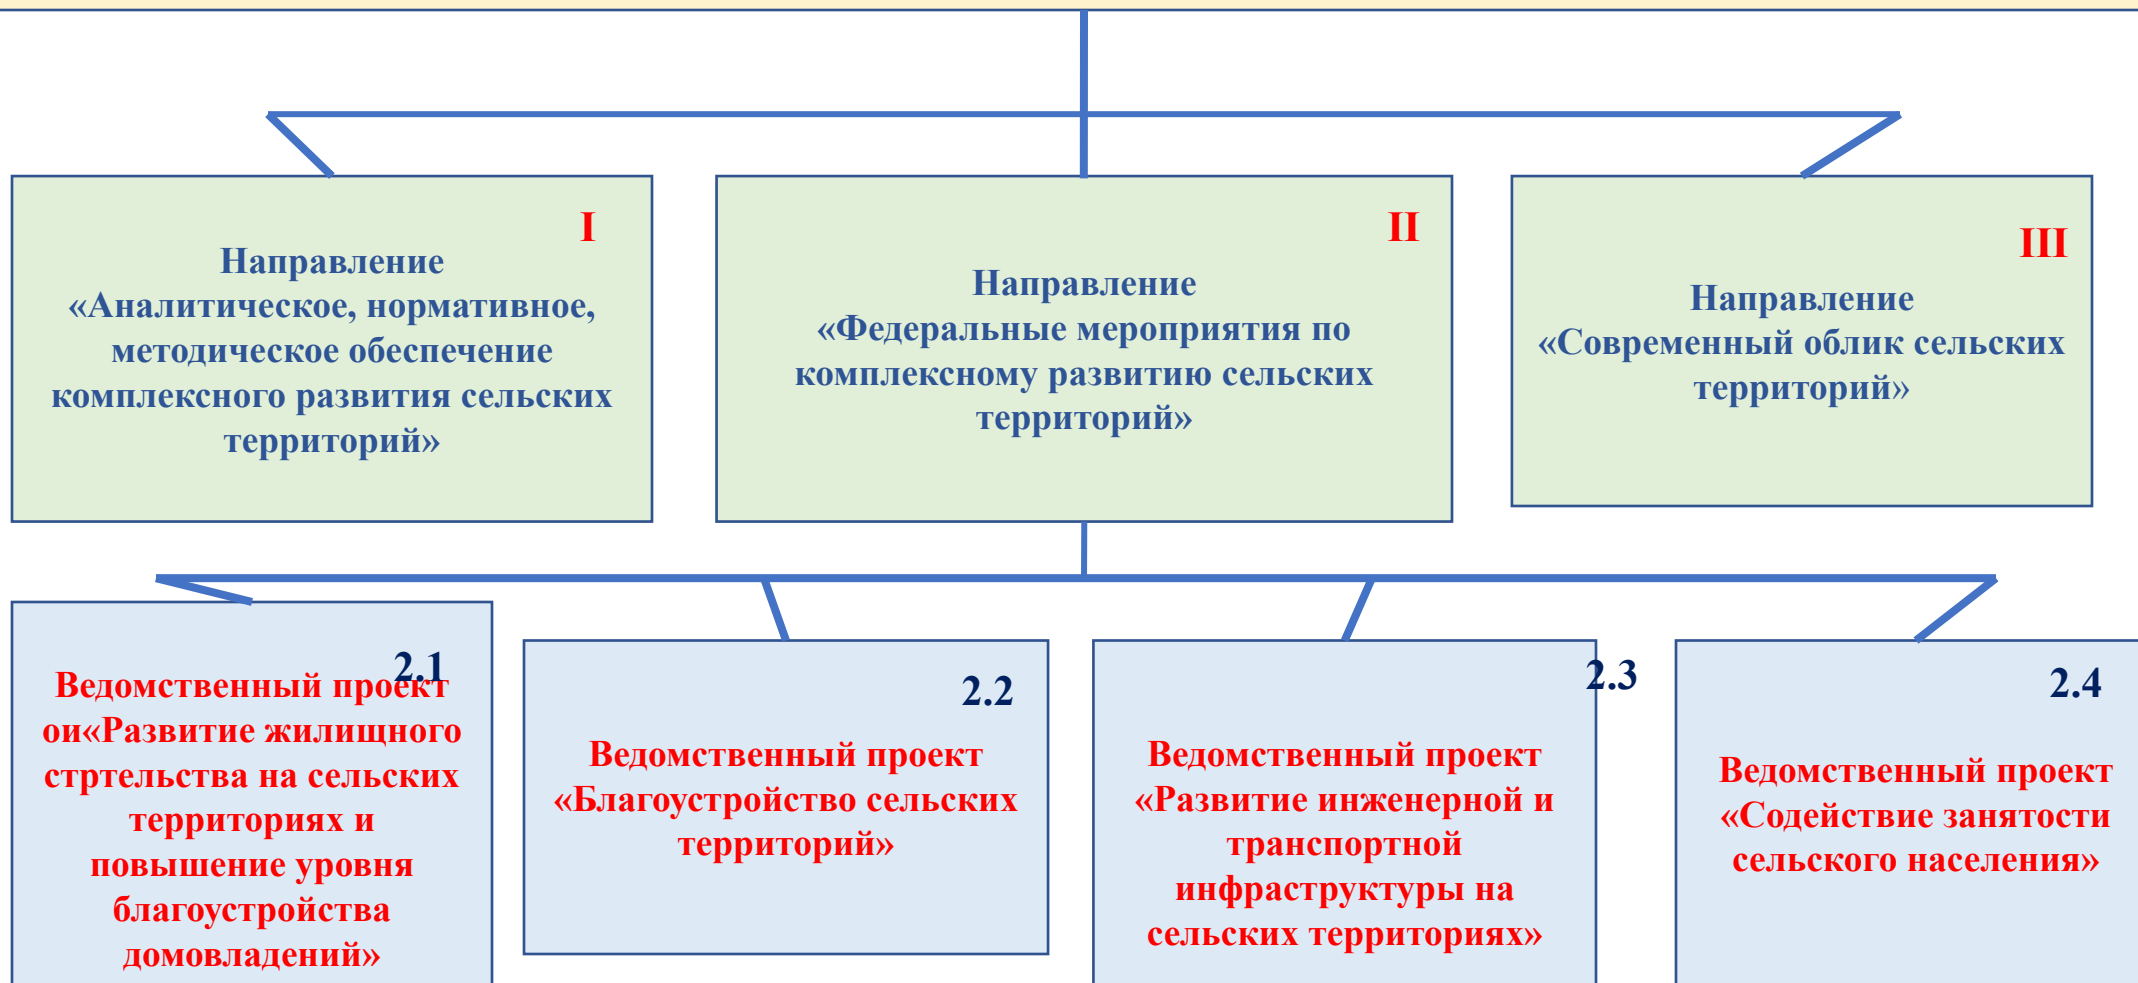 I
Направление
«Аналитическое, нормативное,
методическое обеспечение
комплексного развития сельских
территорий»
II
Направление
«Федеральные мероприятия по
комплексному развитию сельских
территорий»
III
Направление
«Современный облик сельских
территорий»
2.1
Ведомственный проект
ои«Развитие жилищного
стртельства на сельских
территориях и
повышение уровня
благоустройства
домовладений»
2.2
Ведомственный проект
«Благоустройство сельских
территорий»
2.3
Ведомственный проект
«Развитие инженерной и
транспортной
инфраструктуры на
сельских территориях»
2.4
Ведомственный проект
«Содействие занятости
сельского населения»